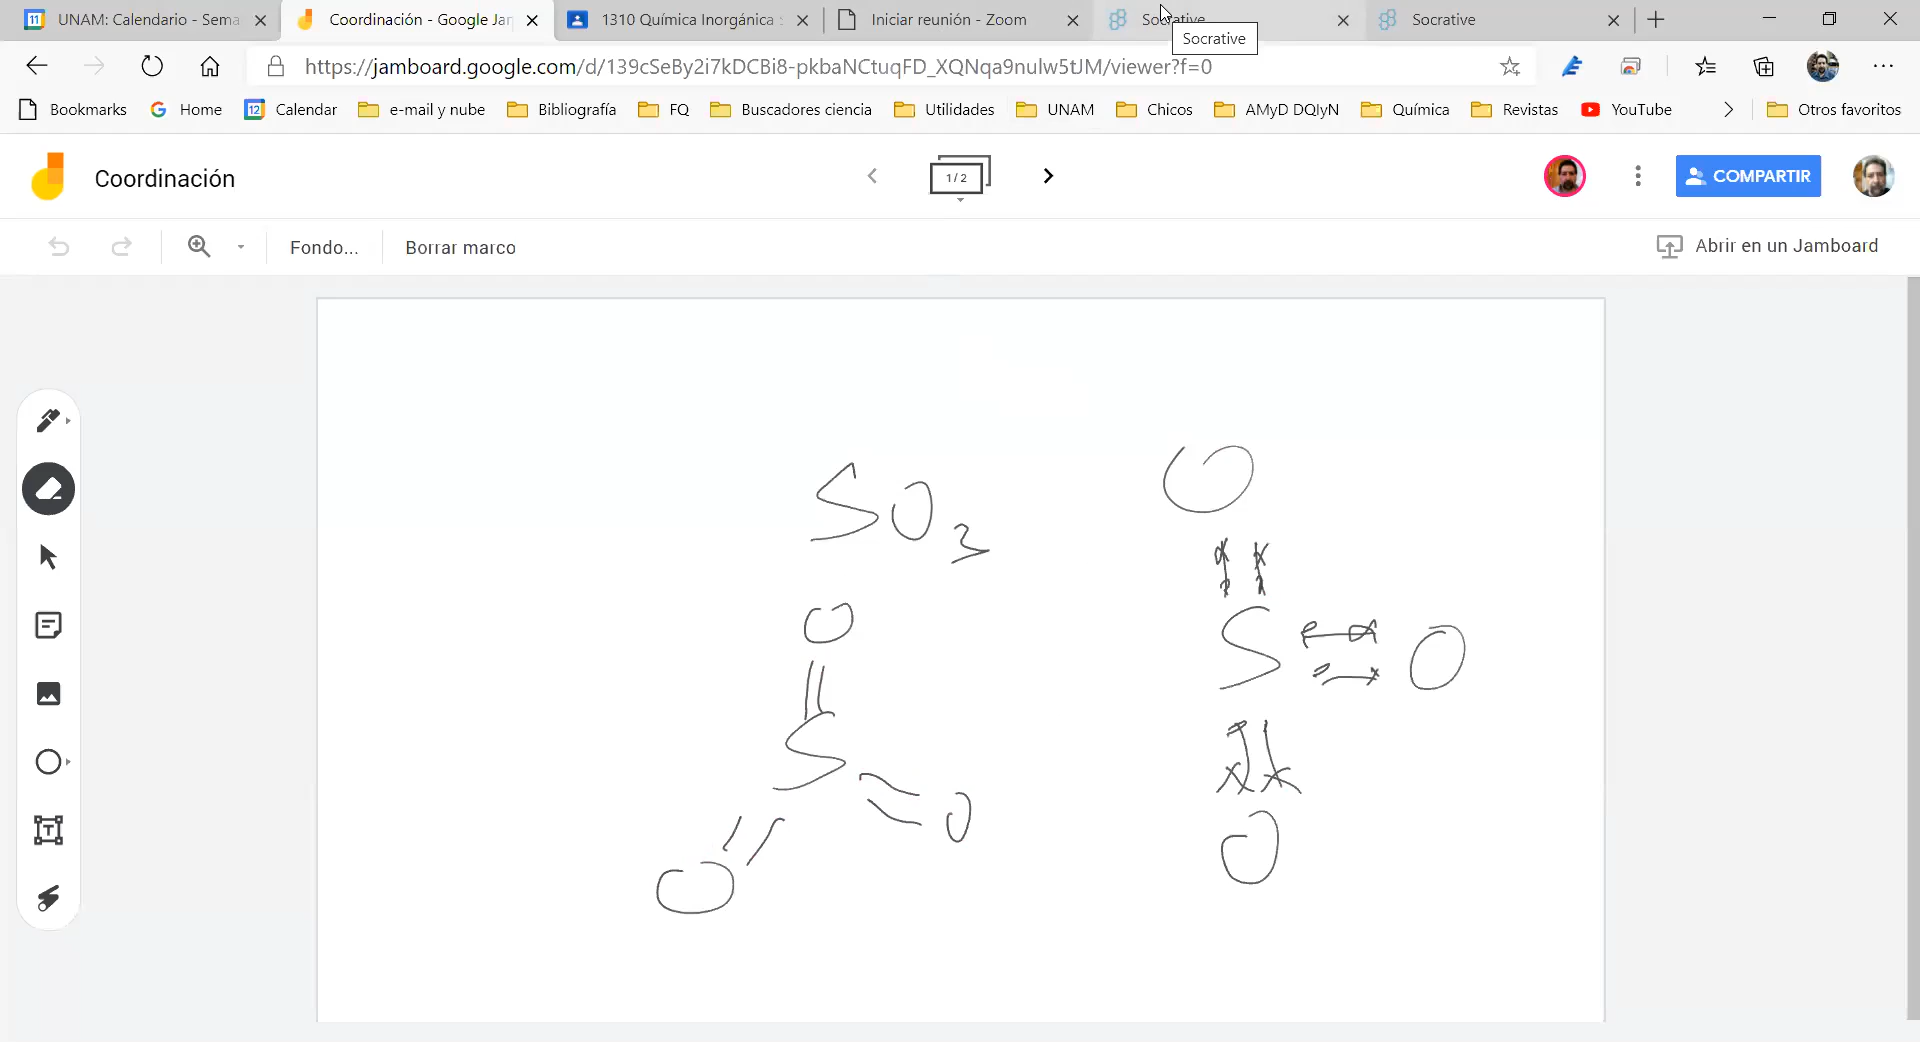 UNAM: Calendario - Sema
Coordinación - Google Jar
1310 Química Inorgánica
Iniciar reunión - Zoom
Socrative
Socrative
Socrative
https://jamboard.google.com/d/139cSeBy2i7kDCBi8-pkbaNCtuqFD_XQNqa9nulw5tJM/viewer?f=0
Bookmarks
Home
12
Calendar
e-mail y nube
Bibliografía
FQ
Buscadores ciencia
Utilidades
UNAM
Chicos
AMyD DQIyN
Química
Revistas
YouTube
Otros favoritos
Coordinación
1/2
COMPARTIR
Fondo...
Borrar marco
Abrir en un Jamboard
SO3
O
S
O
O
O
S
O
O